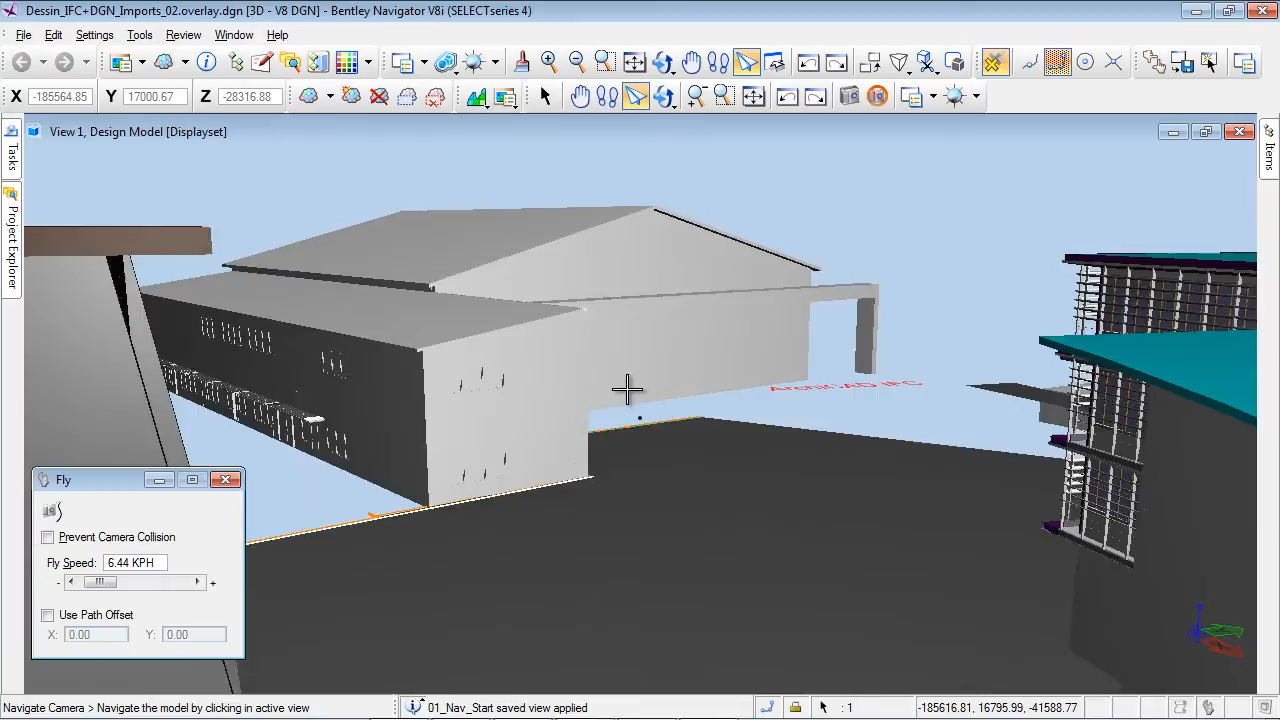 Dessin_IFC+DGN_Imports_02.overlay.dgn [3D - V8 DGN] - Bentley Navigator V8i (SELECTseries 4)
File Edit Settings Tools Review Window Help
X -185564.85 Y 17000.67 Z -28316.88
View 1, Design Model [Displayset]
Tasks
Project Explorer
Items
ArchiCAD IFC
Fly
Prevent Camera Collision
Fly Speed: 6.44 KPH
- +
Use Path Offset
X: 0.00 Y: 0.00
Navigate Camera > Navigate the model by clicking in active view 01_Nav_Start saved view applied : 1 -185616.81, 16795.99, -41588.77